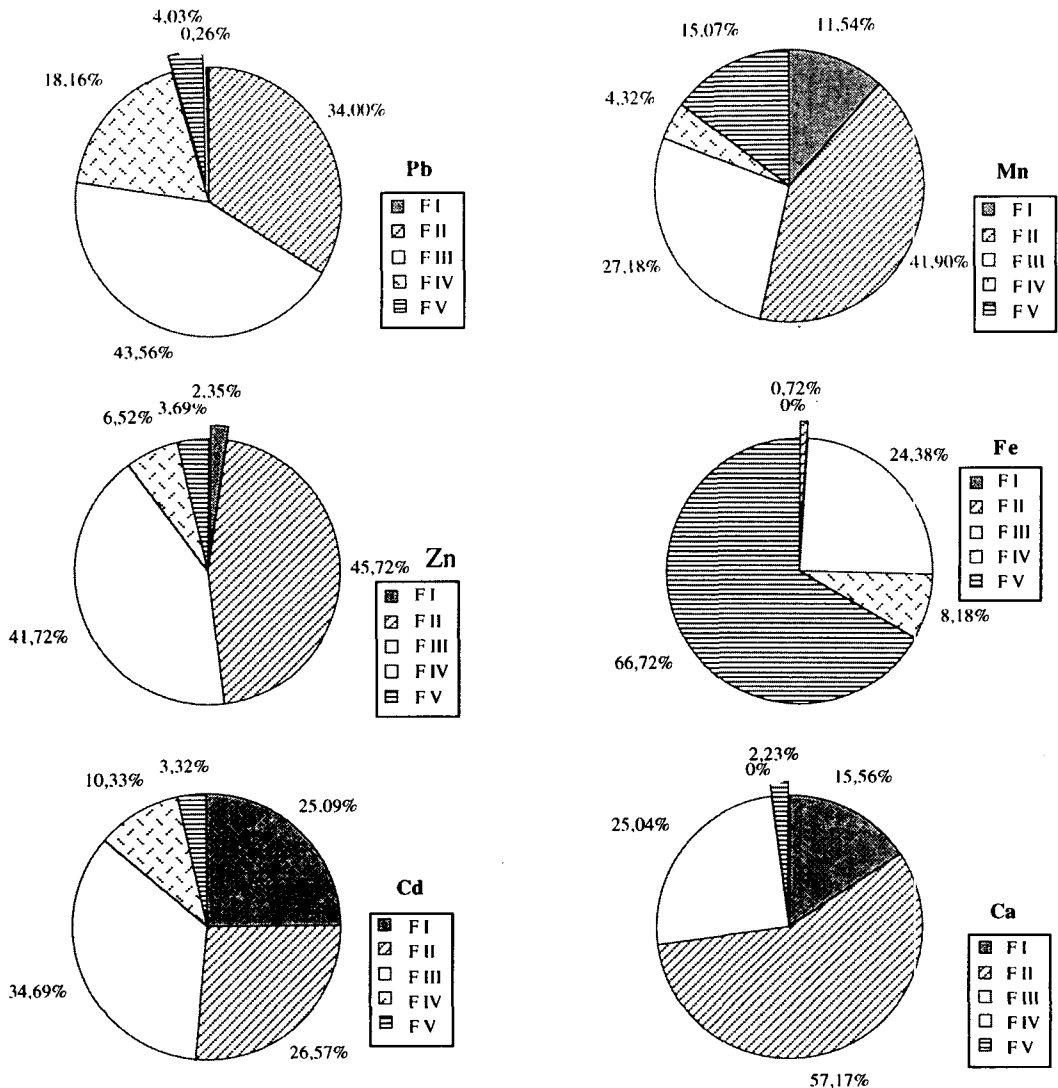 4,03%
0,26%
18,16%
34,00%
43,56%
Pb
F I
F II
F III
F IV
F V
15,07%
11,54%
4,32%
27,18%
41,90%
Mn
F I
F II
F III
F IV
F V
2,35%
6,52%
3,69%
45,72%
41,72%
Zn
F I
F II
F III
F IV
F V
0,72%
0%
24,38%
8,18%
66,72%
Fe
F I
F II
F III
F IV
F V
10,33%
3,32%
25.09%
34,69%
26,57%
Cd
F I
F II
F III
F IV
F V
2,23%
0%
15,56%
25,04%
57,17%
Ca
F I
F II
F III
F IV
F V